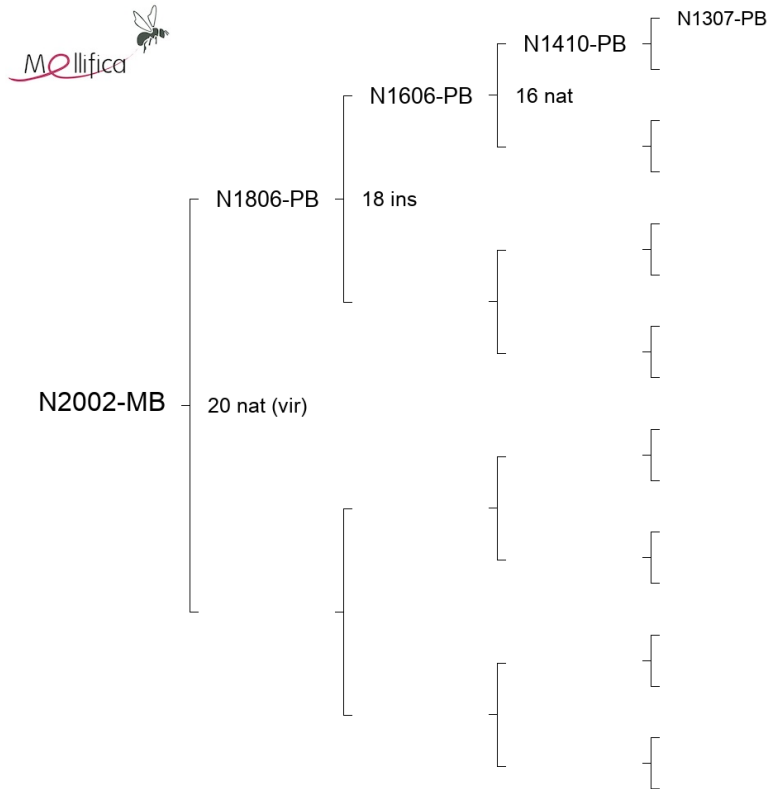 Mellifica
N1307-PB
N1410-PB
N1606-PB
16 nat
N1806-PB
18 ins
N2002-MB
20 nat (vir)